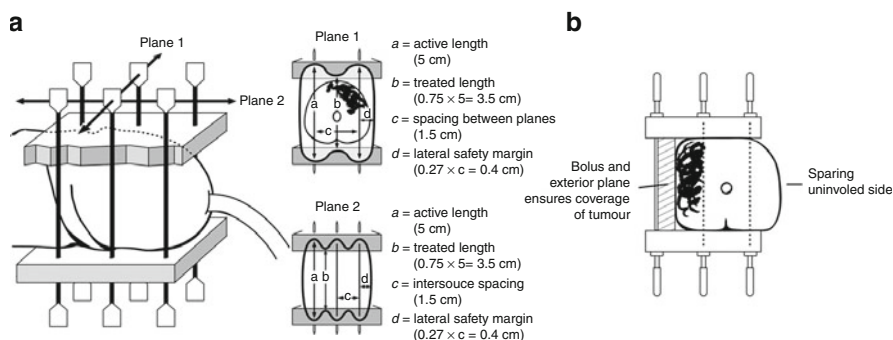 a
Plane 1
Plane 2
Plane 1
a
b
d
c
a = active length
(5 cm)
b = treated length
(0.75 × 5= 3.5 cm)
c = spacing between planes
(1.5 cm)
d = lateral safety margin
(0.27 × c = 0.4 cm)
Plane 2
a
b
d
c
a = active length
(5 cm)
b = treated length
(0.75 × 5= 3.5 cm)
c = intersouce spacing
(1.5 cm)
d = lateral safety margin
(0.27 × c = 0.4 cm)
b
Bolus and
exterior plane
ensures coverage
of tumour
Sparing
uninvoled side